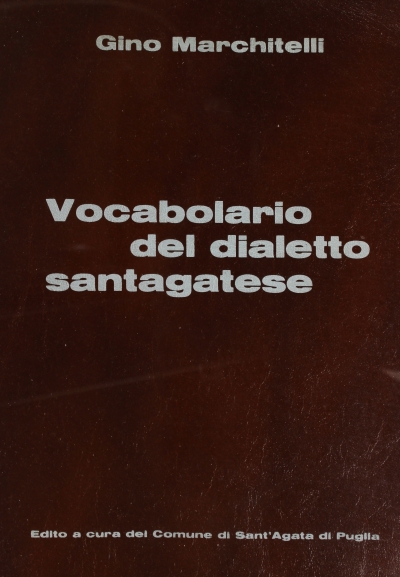 Gino Marchitelli
Vocabolario
del dialetto
santagatese
Edito a cura del Comune di Sant'Agata di Puglia